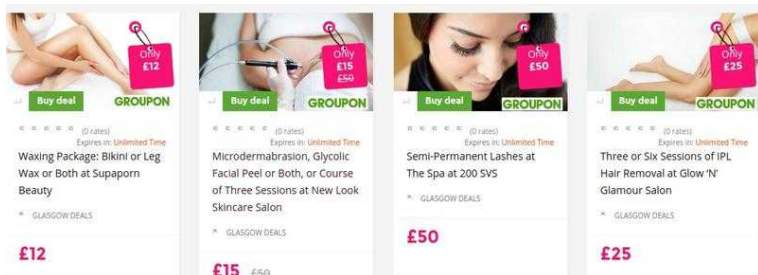 Only
£12
Buy deal
GROUPON
(0 rates)
Expires in: Unlimited Time
Waxing Package: Bikini or Leg
Wax or Both at Supaporn
Beauty
GLASGOW DEALS
£12
Only
£15
£50
Buy deal
GROUPON
(0 rates)
Expires in: Unlimited Time
Microdermabrasion, Glycolic
Facial Peel or Both, or Course
of Three Sessions at New Look
Skincare Salon
GLASGOW DEALS
£15 £50
Only
£50
Buy deal
GROUPON
(0 rates)
Expires in: Unlimited Time
Semi-Permanent Lashes at
The Spa at 200 SVS
GLASGOW DEALS
£50
Only
£25
Buy deal
GROUPON
(0 rates)
Expires in: Unlimited Time
Three or Six Sessions of IPL
Hair Removal at Glow 'N'
Glamour Salon
GLASGOW DEALS
£25